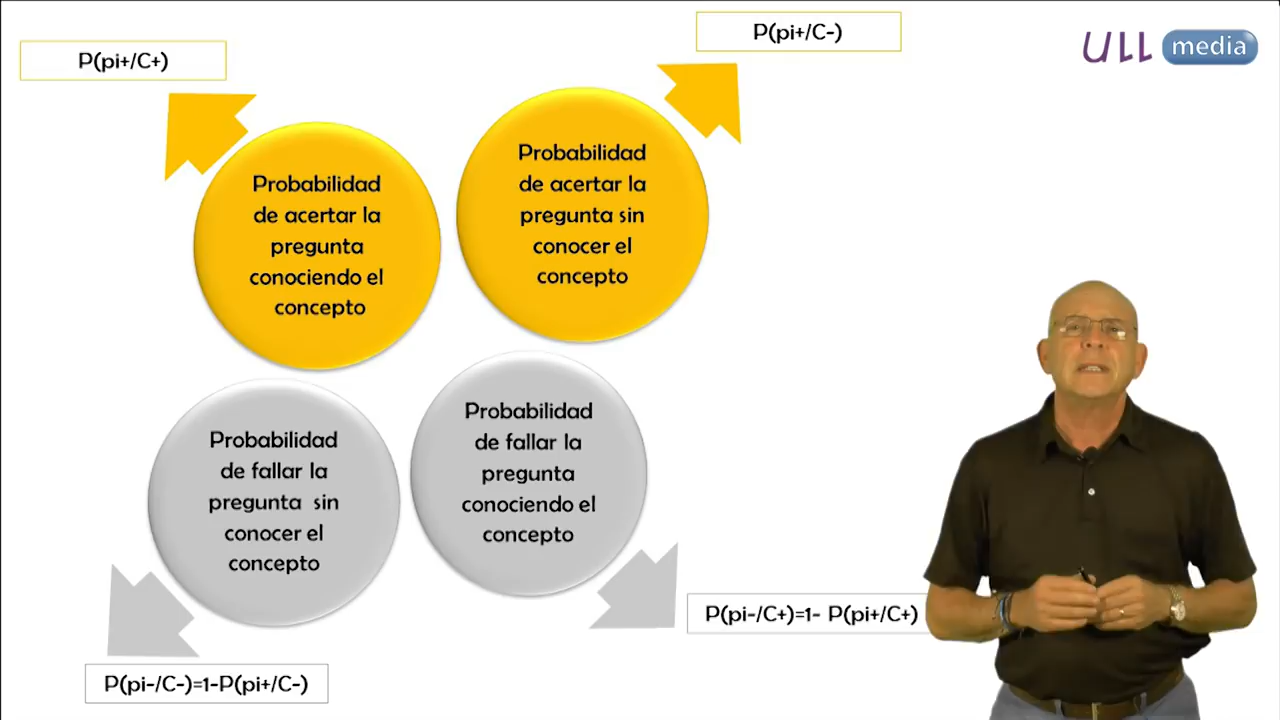 P(pi+/C+)
P(pi+/C-)
ULL media
Probabilidad
de acertar la
pregunta
conociendo el
concepto
Probabilidad
de acertar la
pregunta sin
conocer el
concepto
Probabilidad
de fallar la
pregunta sin
conocer el
concepto
Probabilidad
de fallar la
pregunta
conociendo el
concepto
P(pi-/C+)=1- P(pi+/C+)
P(pi-/C-)=1-P(pi+/C-)